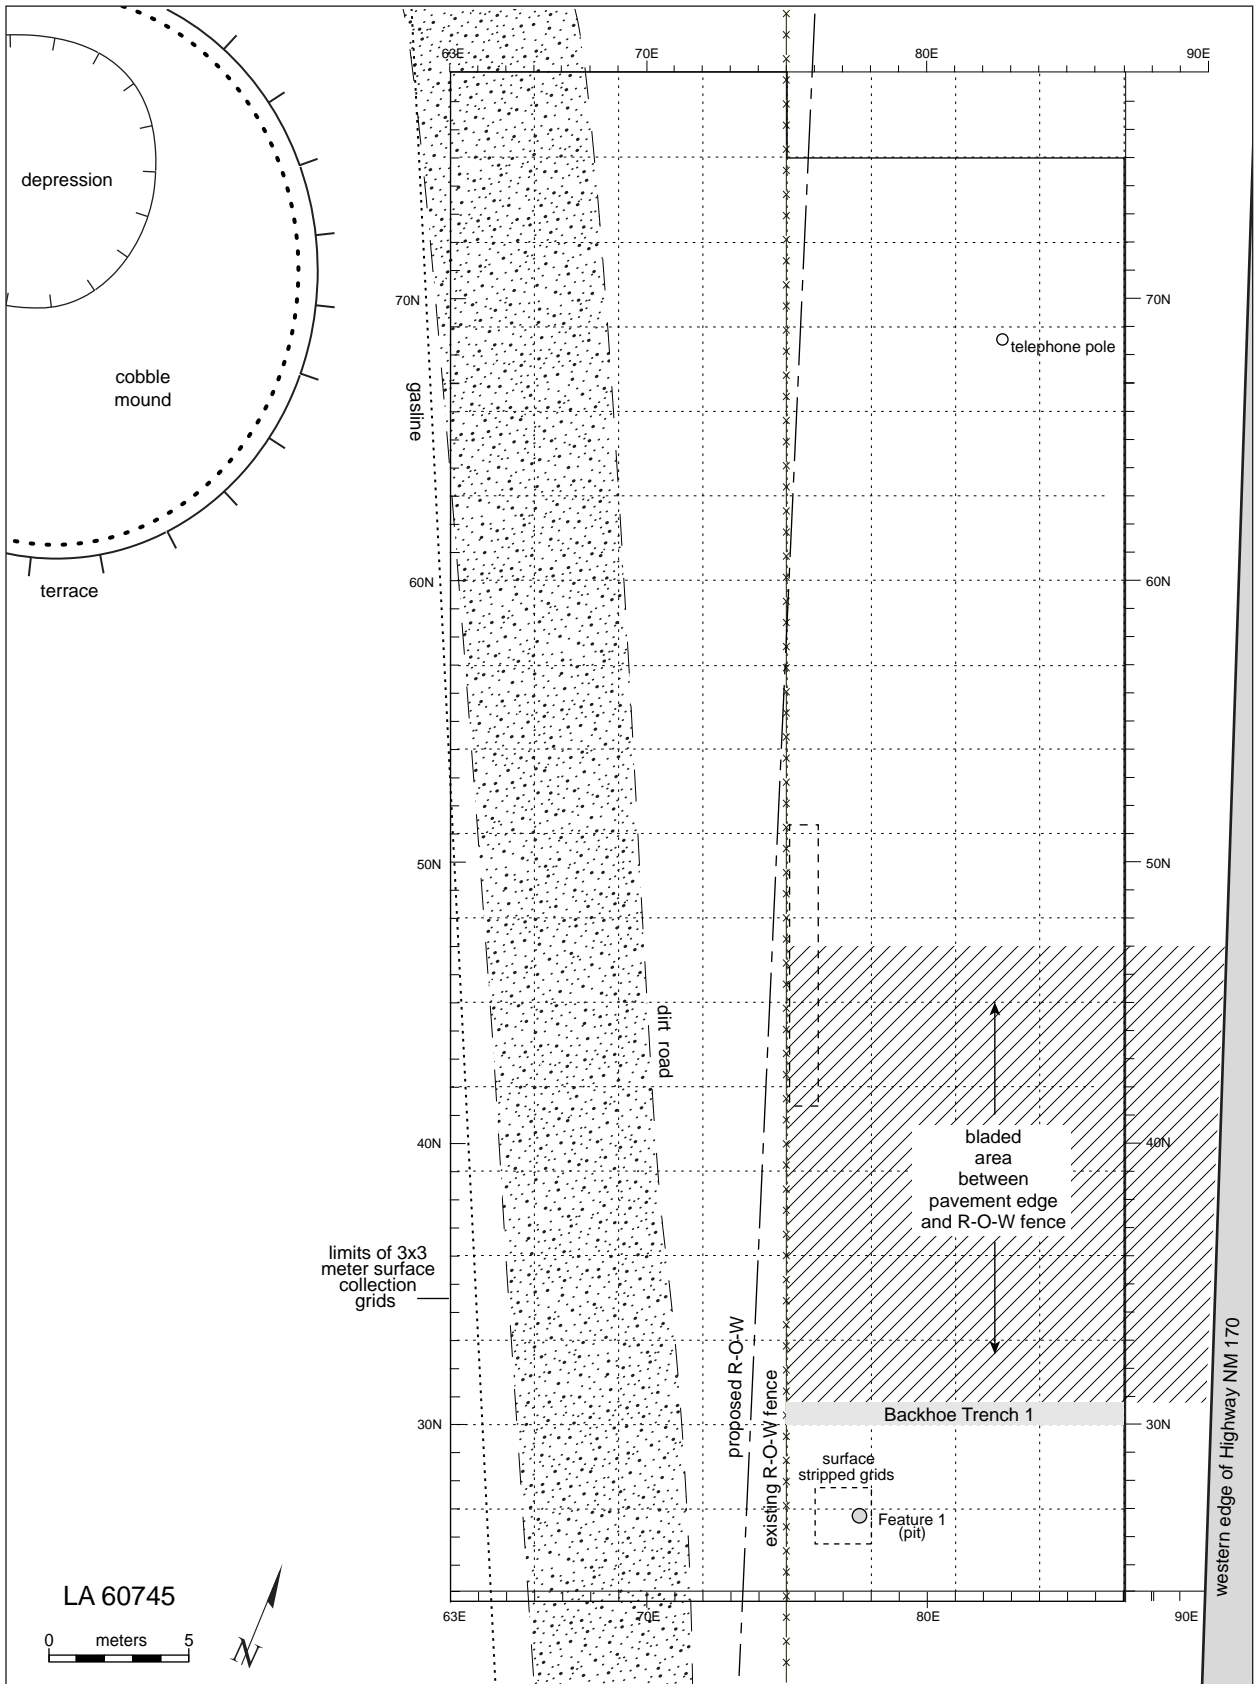 63E
70E
80E
90E
depression
70N
70N
telephone pole
cobble
mound
gasline
terrace
60N
60N
50N
50N
dirt road
40N
40N
bladed
area
between
pavement edge
and R-O-W fence
limits of 3x3
meter surface
collection
grids
proposed R-O-W
existing R-O-W fence
western edge of Highway NM 170
Backhoe Trench 1
30N
30N
surface
stripped grids
Feature 1
(pit)
LA 60745
0 meters 5
N
63E
70E
80E
90E